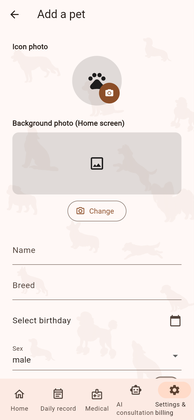 Add a pet
Icon photo
Background photo (Home screen)
Change
Name
Breed
Select birthday
Sex
male
Home
Daily record
Medical
AI
consultation
Settings &
billing